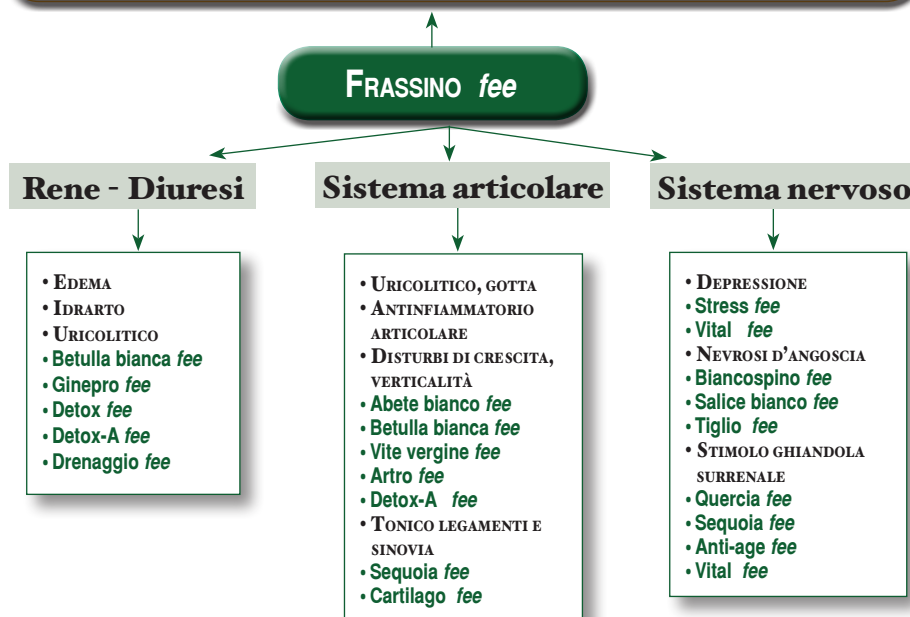 FRASSINO fee
Rene - Diuresi
• EDEMA
• IDRARTO
• URICOLITICO
• Betulla bianca fee
• Ginepro fee
• Detox fee
• Detox-A fee
• Drenaggio fee
Sistema articolare
• URICOLITICO, GOTTA
• ANTINFIAMMATORIO
ARTICOLARE
• DISTURBI DI CRESCITA,
VERTICALITÀ
• Abete bianco fee
• Betulla bianca fee
• Vite vergine fee
• Artro fee
• Detox-A fee
• TONICO LEGAMENTI E
SINOVIA
• Sequoia fee
• Cartilago fee
Sistema nervoso
• DEPRESSIONE
• Stress fee
• Vital fee
• NEVROSI D'ANGOSCIA
• Biancospino fee
• Salice bianco fee
• Tiglio fee
• STIMOLO GHIANDOLA
SURRENALE
• Quercia fee
• Sequoia fee
• Anti-age fee
• Vital fee